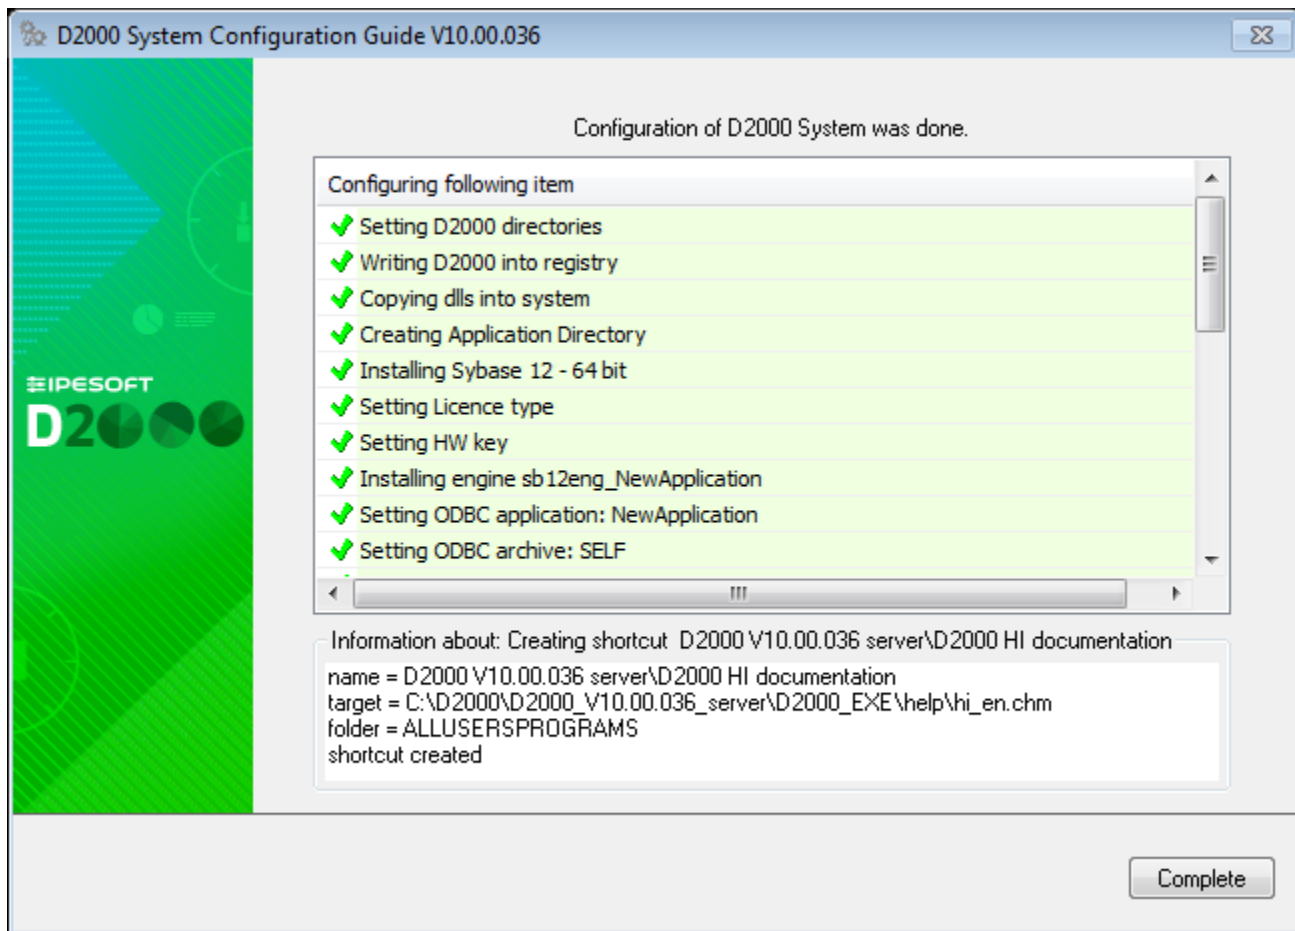 D2000 System Configuration Guide V10.00.036
Configuration of D2000 System was done.
Configuring following item
Setting D2000 directories
Writing D2000 into registry
Copying dlls into system
Creating Application Directory
Installing Sybase 12 - 64 bit
Setting Licence type
Setting HW key
Installing engine sb12eng_NewApplication
Setting ODBC application: NewApplication
Setting ODBC archive: SELF
IPESOFT
D2000
Information about: Creating shortcut D2000 V10.00.036 server\D2000 HI documentation
name = D2000 V10.00.036 server\D2000 HI documentation
target = C:\D2000\D2000_V10.00.036_server\D2000_EXE\help\hi_en.chm
folder = ALLUSERSPROGRAMS
shortcut created
Complete